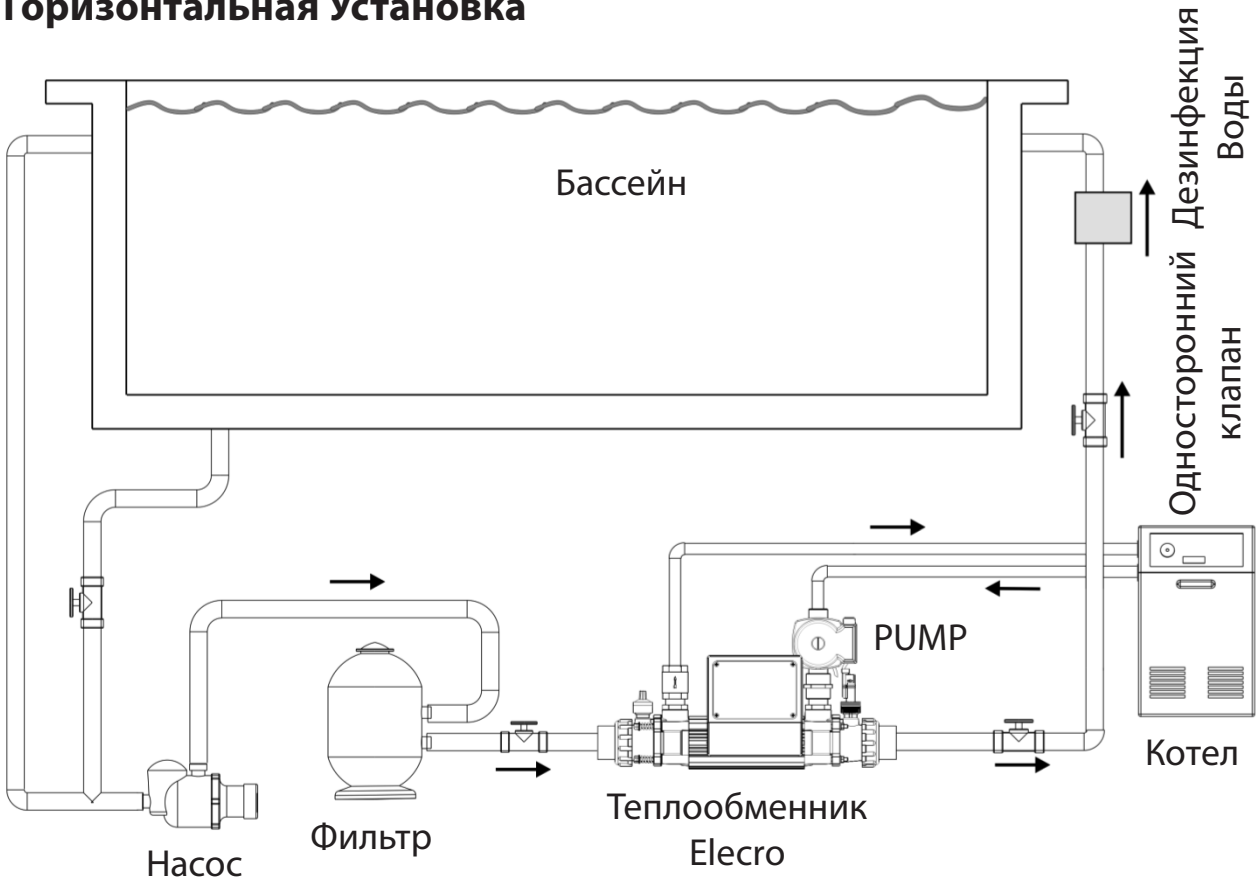 Горизонтальная Установка
Дезинфекция
Воды
Бассейн
Односторонний
клапан
PUMP
Котел
Теплообменник
Elecro
Фильтр
Насос